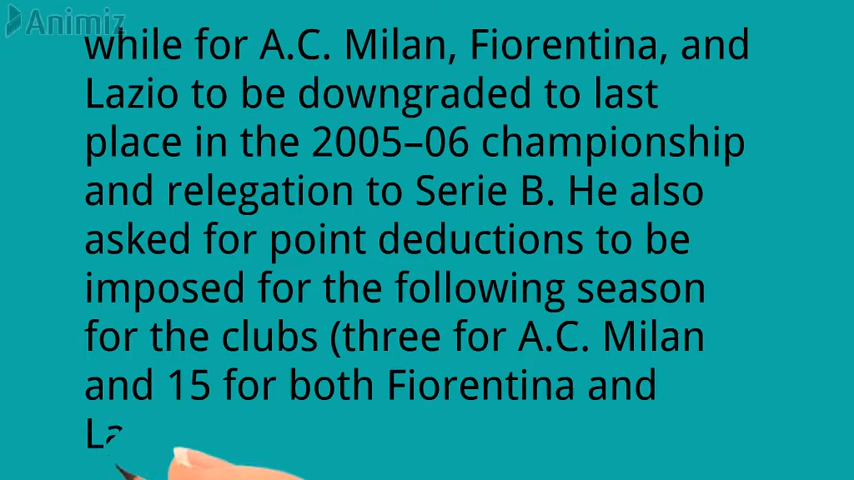 Animiz
while for A.C. Milan, Fiorentina, and
Lazio to be downgraded to last
place in the 2005–06 championship
and relegation to Serie B. He also
asked for point deductions to be
imposed for the following season
for the clubs (three for A.C. Milan
and 15 for both Fiorentina and
La